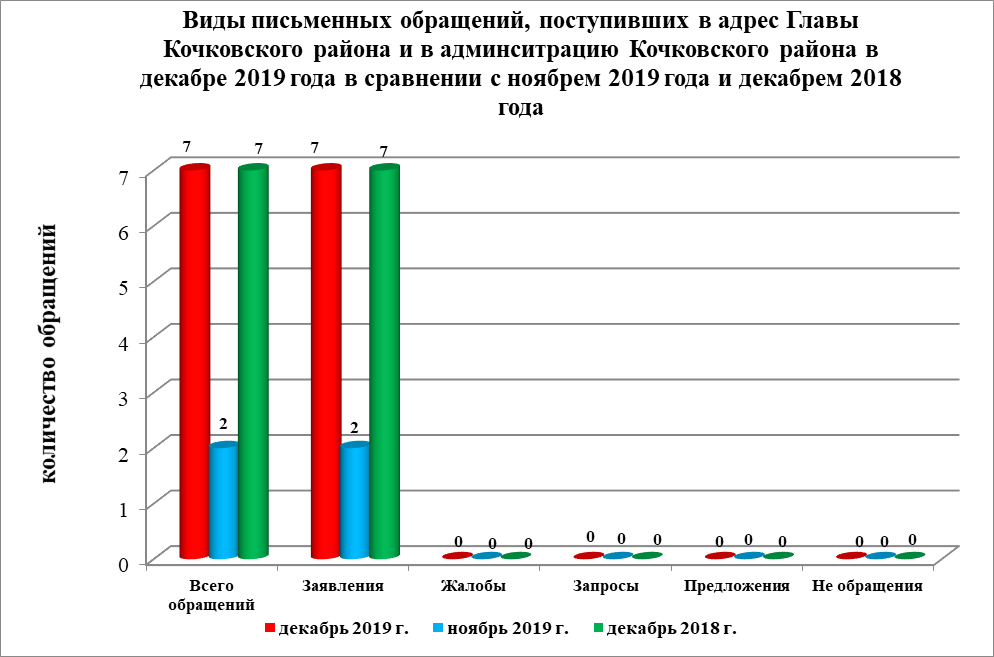 Виды письменных обращений, поступивших в адрес Главы
Кочковского района и в админситрацию Кочковского района в
декабре 2019 года в сравнении с ноябрем 2019 года и декабрем 2018
года
7 7 7 7
7
6
5
4
3
2
1
0
количество обращений
2 2
0 0 0 0 0 0 0 0 0 0 0 0
Всего
обращений
Заявления
Жалобы
Запросы
Предложения
Не обращения
декабрь 2019 г.
ноябрь 2019 г.
декабрь 2018 г.